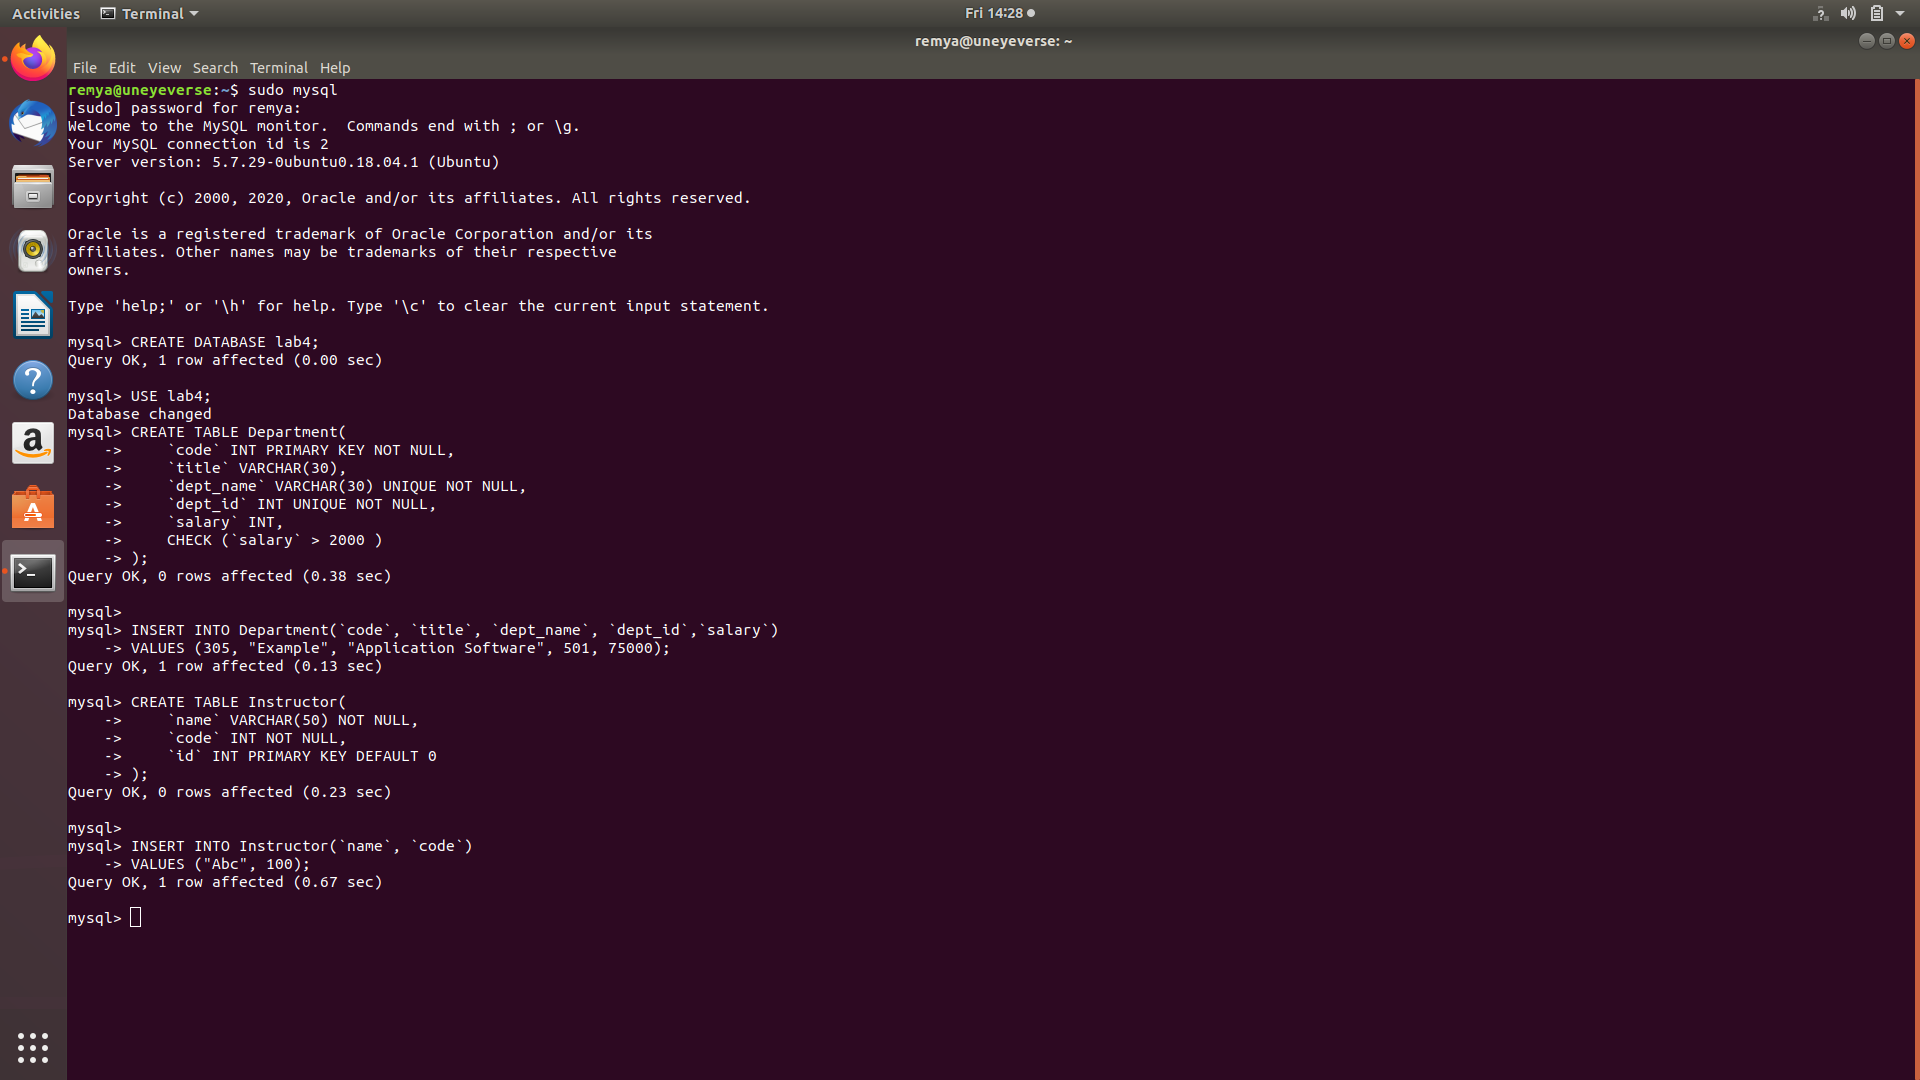 Activities Terminal Fri 14:28
remya@uneyeverse: ~
File Edit View Search Terminal Help
remya@uneyeverse:~$ sudo mysql
[sudo] password for remya:
Welcome to the MySQL monitor.  Commands end with ; or \g.
Your MySQL connection id is 2
Server version: 5.7.29-0ubuntu0.18.04.1 (Ubuntu)

Copyright (c) 2000, 2020, Oracle and/or its affiliates. All rights reserved.

Oracle is a registered trademark of Oracle Corporation and/or its
affiliates. Other names may be trademarks of their respective
owners.

Type 'help;' or '\h' for help. Type '\c' to clear the current input statement.

mysql> CREATE DATABASE lab4;
Query OK, 1 row affected (0.00 sec)

mysql> USE lab4;
Database changed
mysql> CREATE TABLE Department(
    ->     `code` INT PRIMARY KEY NOT NULL,
    ->     `title` VARCHAR(30),
    ->     `dept_name` VARCHAR(30) UNIQUE NOT NULL,
    ->     `dept_id` INT UNIQUE NOT NULL,
    ->     `salary` INT,
    ->     CHECK (`salary` > 2000 )
    -> );
Query OK, 0 rows affected (0.38 sec)

mysql>
mysql> INSERT INTO Department(`code`, `title`, `dept_name`, `dept_id`,`salary`)
    -> VALUES (305, "Example", "Application Software", 501, 75000);
Query OK, 1 row affected (0.13 sec)

mysql> CREATE TABLE Instructor(
    ->     `name` VARCHAR(50) NOT NULL,
    ->     `code` INT NOT NULL,
    ->     `id` INT PRIMARY KEY DEFAULT 0
    -> );
Query OK, 0 rows affected (0.23 sec)

mysql>
mysql> INSERT INTO Instructor(`name`, `code`)
    -> VALUES ("Abc", 100);
Query OK, 1 row affected (0.67 sec)

mysql>